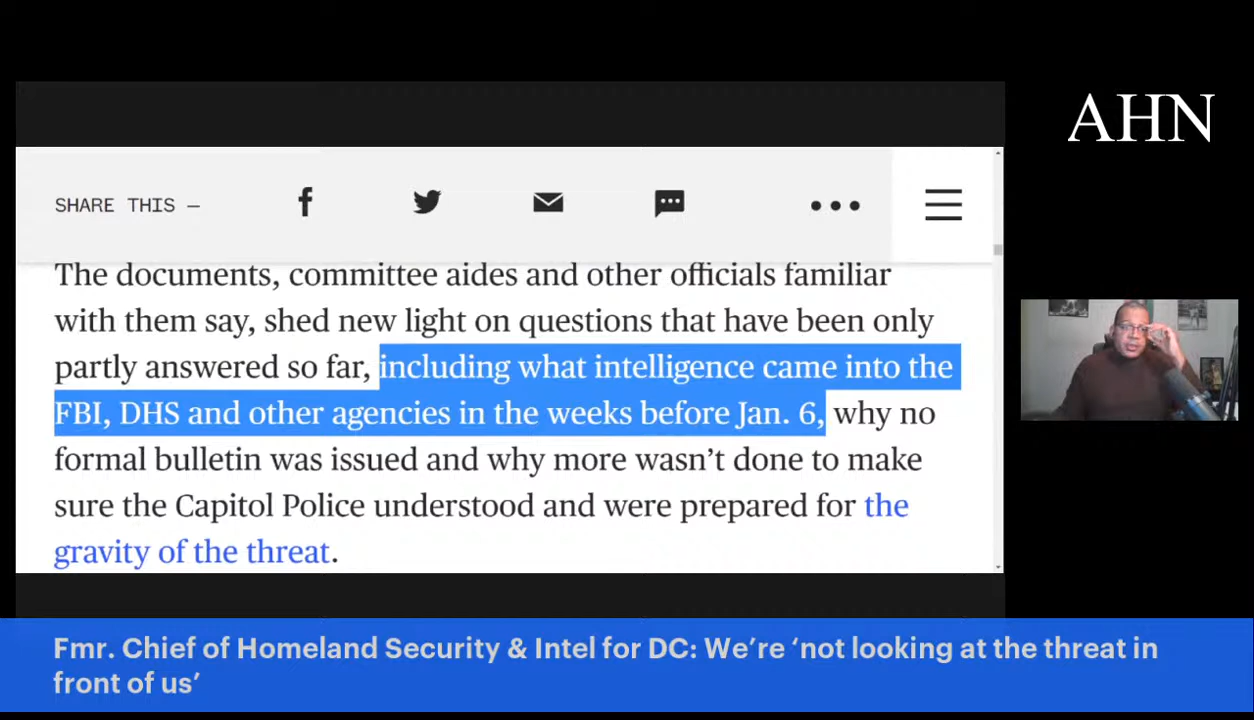 AHN
SHARE THIS —
The documents, committee aides and other officials familiar
with them say, shed new light on questions that have been only
partly answered so far, including what intelligence came into the
FBI, DHS and other agencies in the weeks before Jan. 6, why no
formal bulletin was issued and why more wasn’t done to make
sure the Capitol Police understood and were prepared for the
gravity of the threat.
Fmr. Chief of Homeland Security & Intel for DC: We’re ‘not looking at the threat in
front of us’